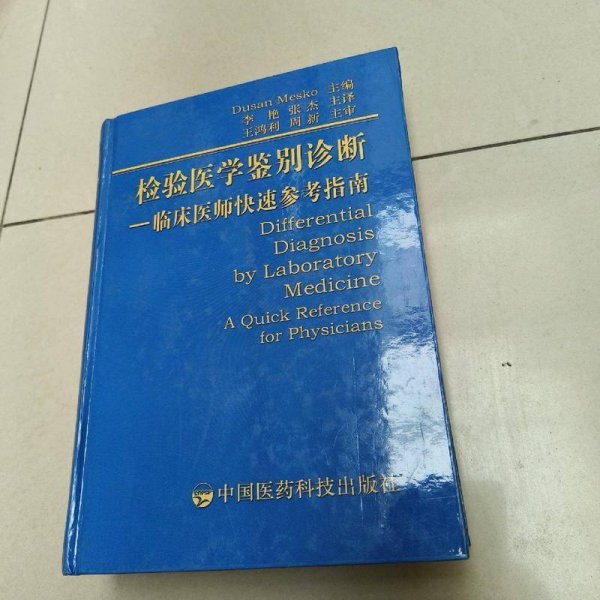 Dusan Mesko 主编
李 艳 张 杰 主译
王鸿利 周 新 主审
检验医学鉴别诊断
—临床医师快速参考指南
Differential
Diagnosis
by Laboratory
Medicine
A Quick Reference
for Physicians
中国医药科技出版社